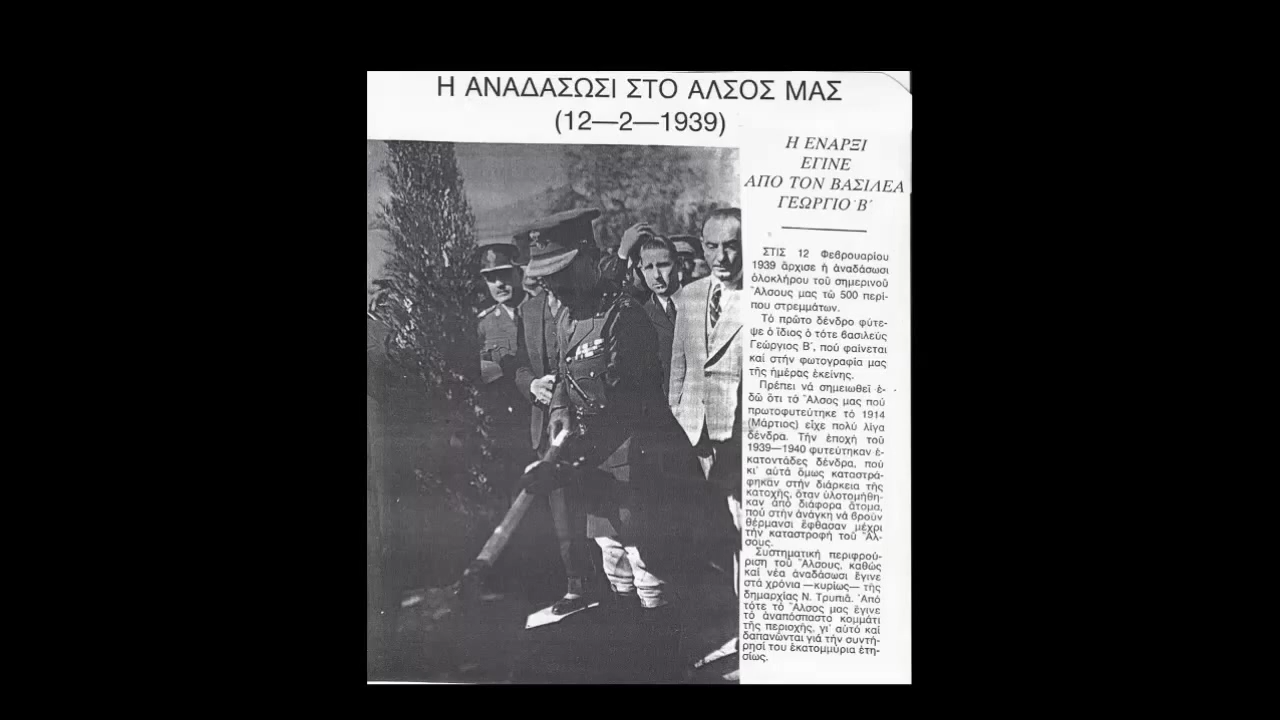 Η ΑΝΑΔΑΣΩΣΙ ΣΤΟ ΑΛΣΟΣ ΜΑΣ
(12—2—1939)
Η ΕΝΑΡΞΙ
ΕΓΙΝΕ
ΑΠΟ ΤΟΝ ΒΑΣΙΛΕΑ
ΓΕΩΡΓΙΟ Β΄
ΣΤΙΣ 12 Φεβρουαρίου
1939 ἄρχισε ἡ ἀναδάσωσι
ὁλοκλήρου τοῦ σημερινοῦ
Ἄλσους μας τῶ 500 περί-
που στρεμμάτων.
Τό πρῶτο δένδρο φύτε-
ψε ὁ ἴδιος ὁ τότε βασιλεύς
Γεώργιος Β΄, πού φαίνεται
καί στήν φωτογραφία μας
τῆς ἡμέρας ἐκείνης.
Πρέπει νά σημειωθεῖ ἐ-
δῶ ὅτι τό Ἄλσος μας πού
πρωτοφυτεύτηκε τό 1914
(Μάρτιος) εἶχε πολύ λίγα
δένδρα. Τήν ἐποχή τοῦ
1939—1940 φυτεύτηκαν ἑ-
κατοντάδες δένδρα, πού
κι᾽ αὐτά ὅμως καταστρά-
φηκαν στήν διάρκεια τῆς
κατοχῆς, ὅταν ὑλοτομήθη-
καν ἀπό διάφορα ἄτομα,
πού στήν ἀνάγκη νά βροῦν
θέρμανσι ἔφθασαν μέχρι
τήν καταστροφή τοῦ Ἄλ-
σους.
Συστηματική περιφρού-
ριση τοῦ Ἄλσους, καθώς
καί νέα ἀναδάσωσι ἔγινε
στά χρόνια —κυρίως— τῆς
δημαρχίας Ν. Τρυπιᾶ. Ἀπό
τότε τό Ἄλσος μας ἔγινε
τό ἀναπόσπαστο κομμάτι
τῆς περιοχῆς, γι᾽ αὐτό καί
δαπανῶνται γιά τήν συντή-
ρησί του ἑκατομμύρια ἐτη-
σίως.